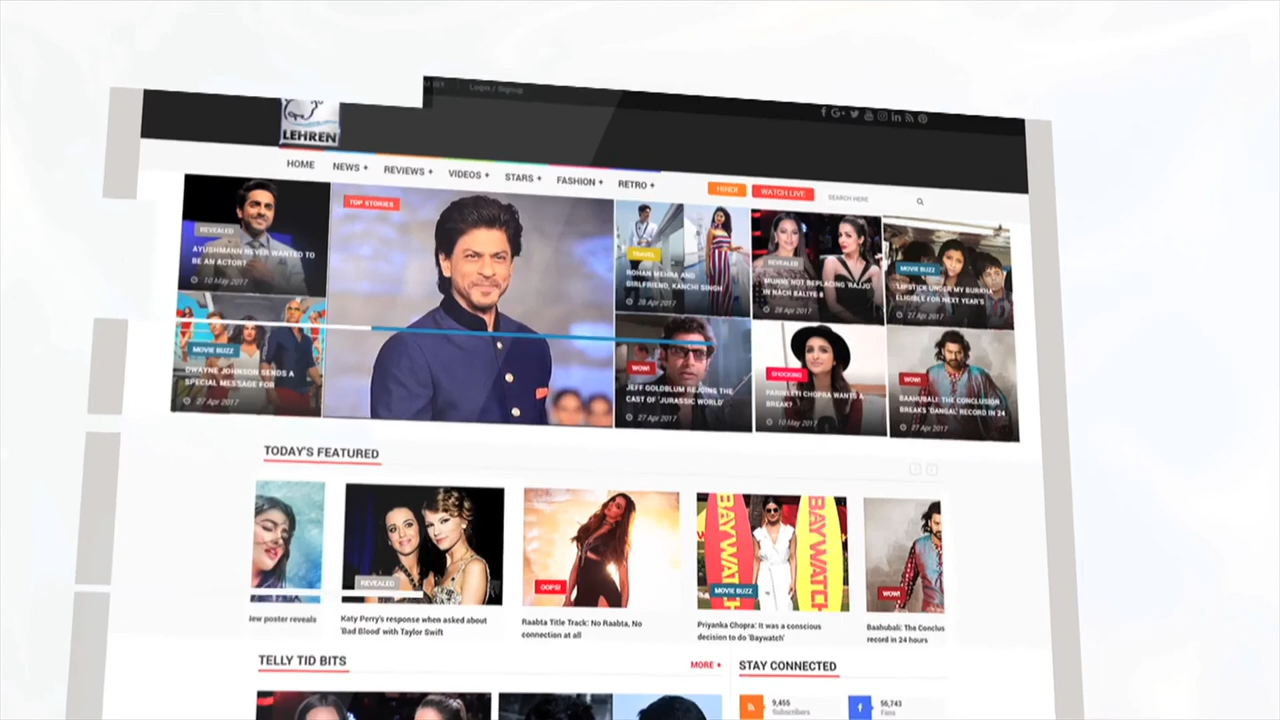 Login / Signup
LEHREN
HOME
NEWS +
REVIEWS +
VIDEOS +
STARS +
FASHION +
RETRO +
HINDI
WATCH LIVE
SEARCH HERE
REVEALED
AYUSHMANN NEVER WANTED TO
BE AN ACTOR?
10 May 2017
MOVIE BUZZ
DWAYNE JOHNSON SENDS A
SPECIAL MESSAGE FOR
27 Apr 2017
TOP STORIES
TRAVEL
ROHAN MEHRA AND
GIRLFRIEND, KANCHI SINGH
28 Apr 2017
REVEALED
'MUNNI' NOT REPLACING 'RAJJO'
IN NACH BALIYE 8
28 Apr 2017
MOVIE BUZZ
'LIPSTICK UNDER MY BURKHA'
ELIGIBLE FOR NEXT YEAR'S
27 Apr 2017
WOW!
JEFF GOLDBLUM REJOINS THE
CAST OF 'JURASSIC WORLD'
27 Apr 2017
SHOCKING
PARINEETI CHOPRA WANTS A
BREAK?
10 May 2017
WOW!
BAAHUBALI: THE CONCLUSION
BREAKS 'DANGAL' RECORD IN 24
27 Apr 2017
TODAY'S FEATURED
new poster reveals
REVEALED
Katy Perry's response when asked about
'Bad Blood' with Taylor Swift
OOPS!
Raabta Title Track: No Raabta, No
connection at all
BAYWATCH
BAYWATCH
MOVIE BUZZ
Priyanka Chopra: It was a conscious
decision to do 'Baywatch'
WOW!
Baahubali: The Conclus
record in 24 hours
TELLY TID BITS
MORE +
STAY CONNECTED
9,455
Subscribers
56,743
Fans